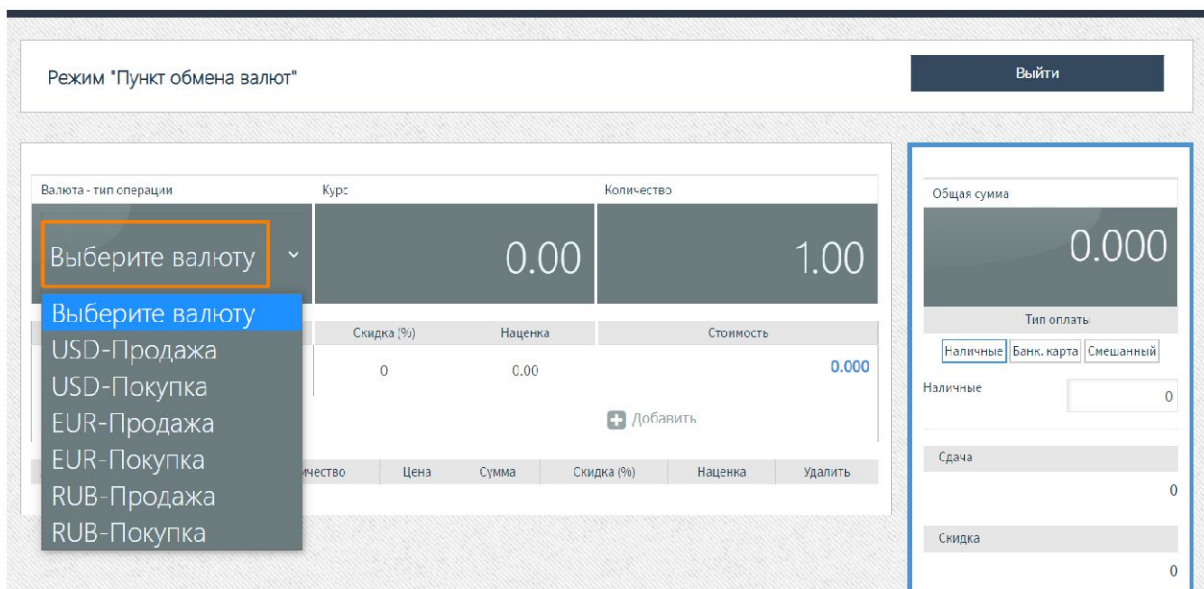 Режим "Пункт обмена валют"
Выйти
Валюта - тип операции
Курс
Количество
Выберите валюту
0.00
1.00
Выберите валюту
USD-Продажа
USD-Покупка
EUR-Продажа
EUR-Покупка
RUB-Продажа
RUB-Покупка
Скидка (%)
Наценка
Стоимость
0
0.00
0.000
Добавить
Цена
Сумма
Скидка (%)
Наценка
Удалить
Общая сумма
0.000
Тип оплаты
Наличные
Банк. карта
Смешанный
Наличные
0
Сдача
0
Скидка
0